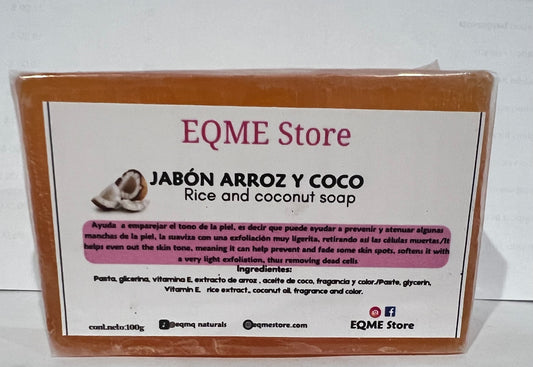 EQME Store
JABÓN ARROZ Y COCO
Rice and coconut soap
Ayuda a emparejar el tono de la piel, es decir que puede ayudar a prevenir y atenuar algunas
manchas de la piel, la suaviza con una exfoliación muy ligerita, retirando así las células muertas/It
helps even out the skin tone, meaning it can help prevent and fade some skin spots, softens it with
a very light exfoliation, thus removing dead cells
Ingredientes:
Pasta, glicerina, vitamina E, extracto de arroz , aceite de coco, fragancia y color./Paste, glycerin,
Vitamin E, rice extract,, coconut oil, fragrance and color.
conl.neto:100g @eqmq naturals @eqmestore.com EQME Store